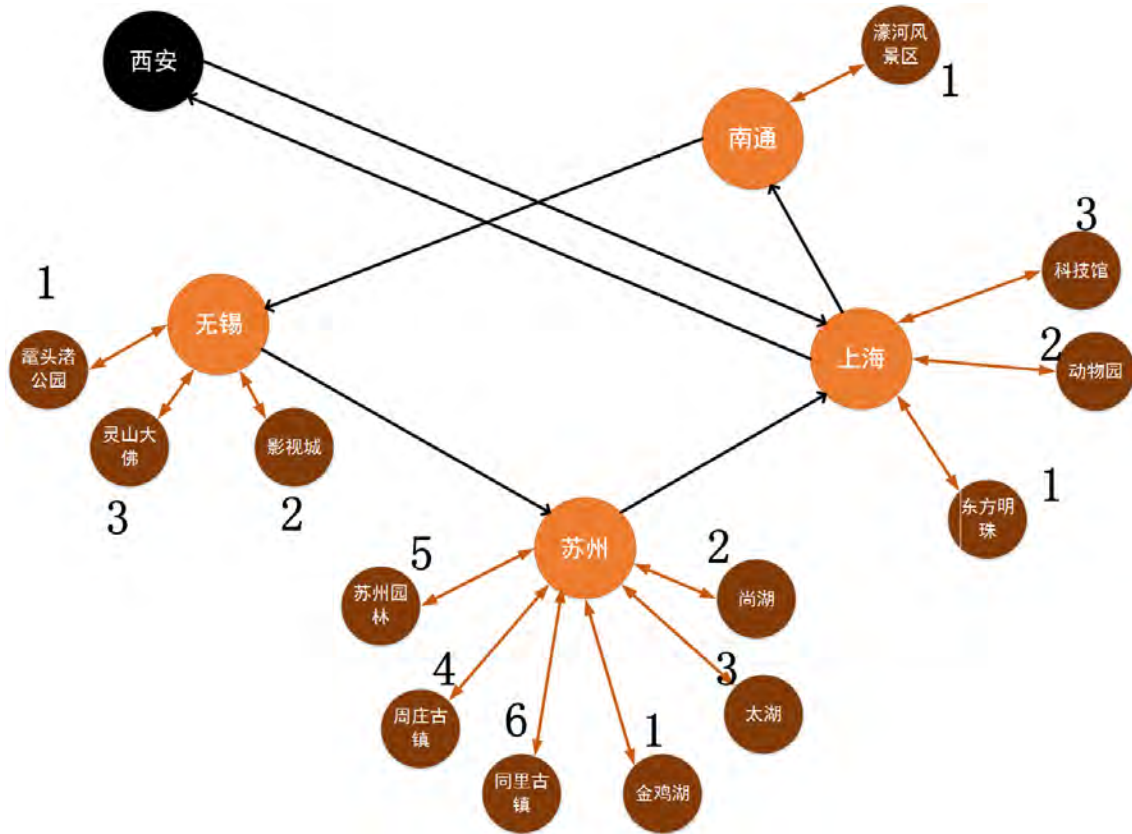 西安
濠河风
景区
1
南通
3
科技馆
1
无锡
上海
2
动物园
鼋头渚
公园
灵山大
佛
影视城
3
2
东方明
珠
1
苏州
5
2
苏州园
林
尚湖
4
3
周庄古
镇
6
1
太湖
同里古
镇
金鸡湖